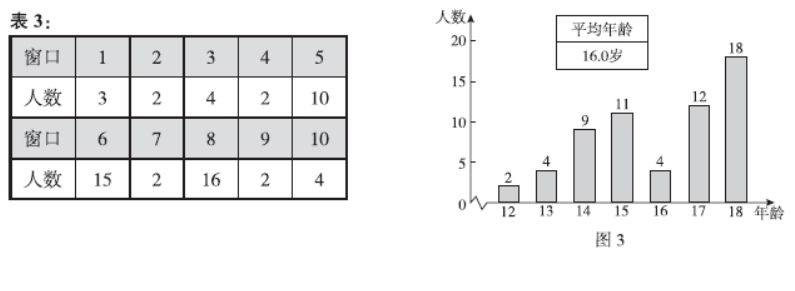 表 3：
窗口 1 2 3 4 5
人数 3 2 4 2 10
窗口 6 7 8 9 10
人数 15 2 16 2 4
人数
平均年龄
16.0岁
20
15
10
5
0
2 4 9 11 4 12 18
12 13 14 15 16 17 18 年龄
图 3